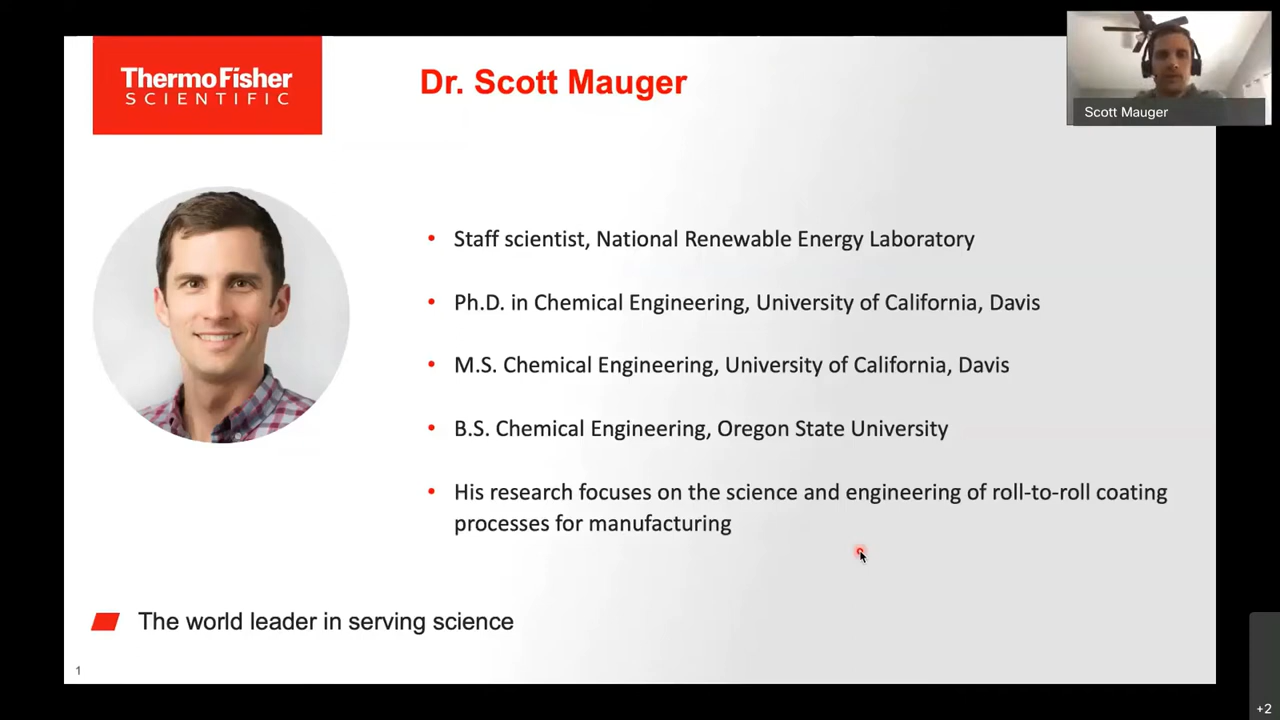 ThermoFisher
SCIENTIFIC
Dr. Scott Mauger
Scott Mauger
• Staff scientist, National Renewable Energy Laboratory
• Ph.D. in Chemical Engineering, University of California, Davis
• M.S. Chemical Engineering, University of California, Davis
• B.S. Chemical Engineering, Oregon State University
• His research focuses on the science and engineering of roll-to-roll coating
processes for manufacturing
The world leader in serving science
1
+2